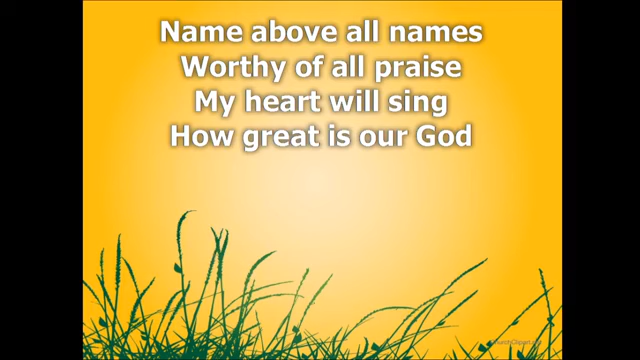 Name above all names
Worthy of all praise
My heart will sing
How great is our God